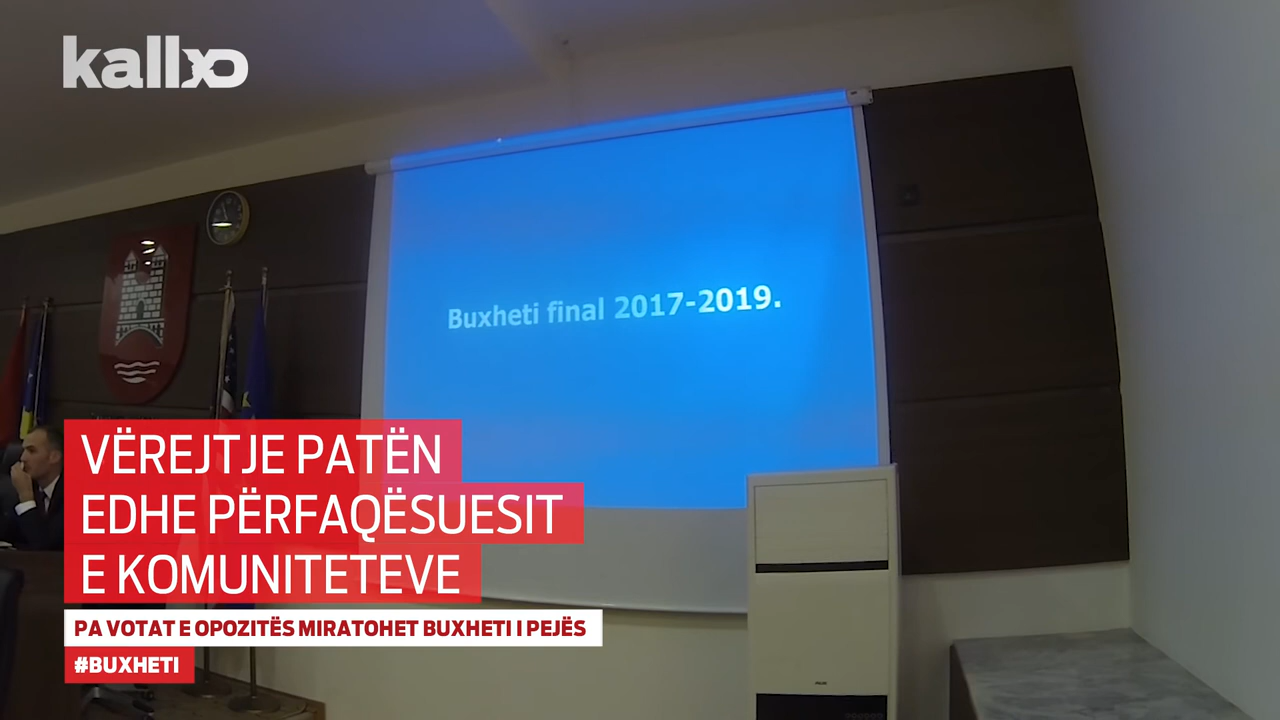 kallxo
Buxheti final 2017-2019.
VËREJTJE PATËN
EDHE PËRFAQËSUESIT
E KOMUNITETEVE
PA VOTAT E OPOZITËS MIRATOHET BUXHETI I PEJËS
#BUXHETI